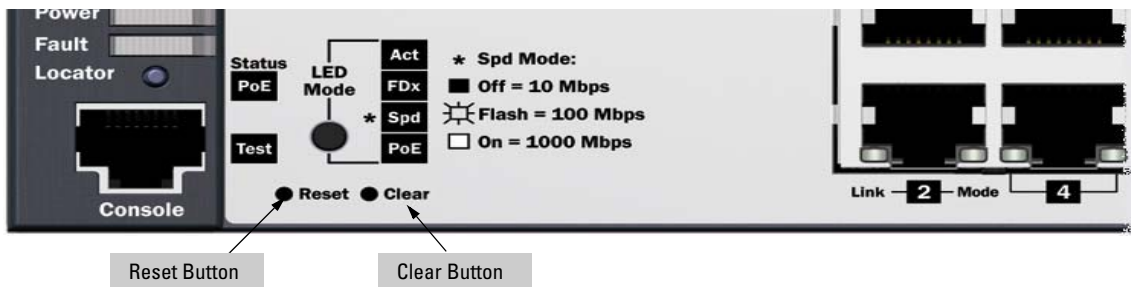 Power
Fault
Locator
Console
Status
PoE
Test
LED
Mode
Act
FDx
* Spd
PoE
* Spd Mode:
Off = 10 Mbps
Flash = 100 Mbps
On = 1000 Mbps
Reset
Clear
Link 2 Mode
4
Reset Button
Clear Button